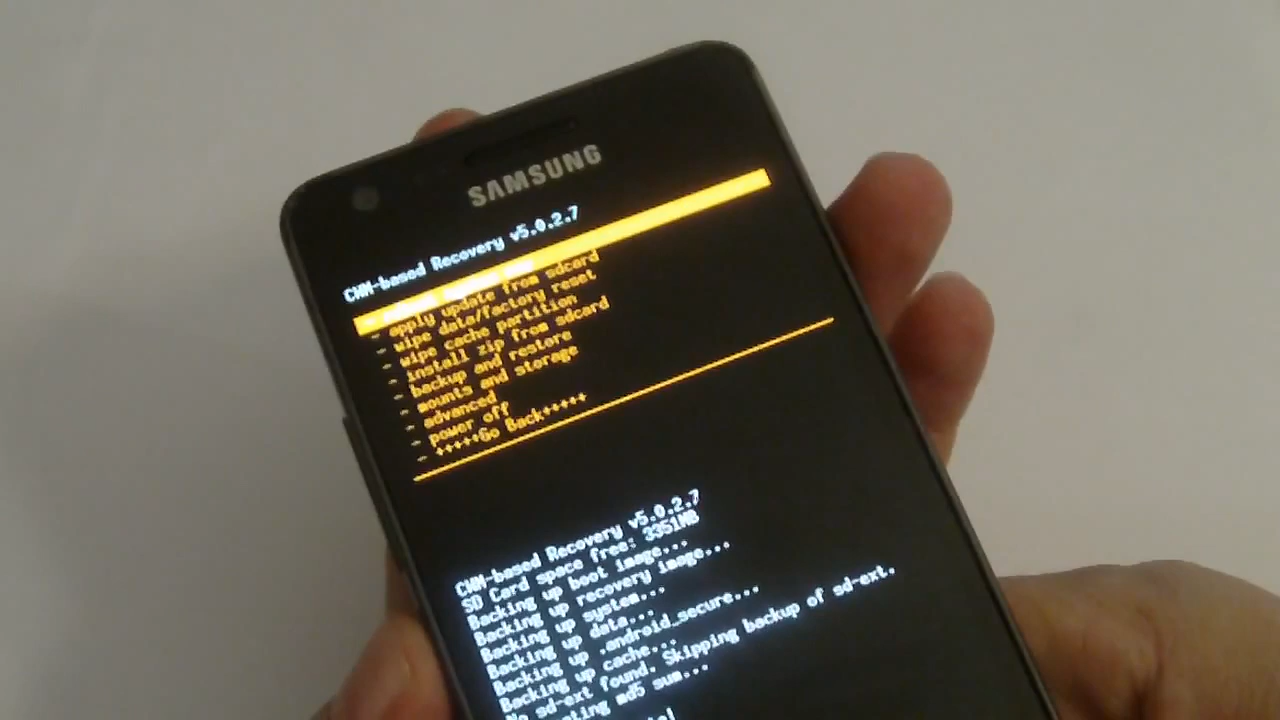 SAMSUNG
CWM-based Recovery v5.0.2.7
- apply update from sdcard
- wipe data/factory reset
- wipe cache partition
- install zip from sdcard
- backup and restore
- mounts and storage
- advanced
- power off
- +++++Go Back+++++
CWM-based Recovery v5.0.2.7
SD Card space free: 3351MB
Backing up boot image...
Backing up recovery image...
Backing up system...
Backing up data...
Backing up .android_secure...
Backing up cache...
No sd-ext found. Skipping backup of sd-ext.
md5 sum...